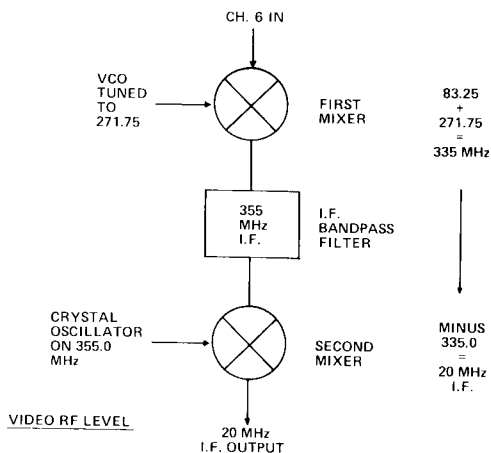 CH. 6 IN
VCO
TUNED
TO
271.75
FIRST
MIXER
83.25
+
271.75
=
335 MHz
355
MHz
I.F.
I.F.
BANDPASS
FILTER
CRYSTAL
OSCILLATOR
ON 355.0
MHz
SECOND
MIXER
MINUS
335.0
=
20 MHz
I.F.
VIDEO RF LEVEL
20 MHz
I.F. OUTPUT